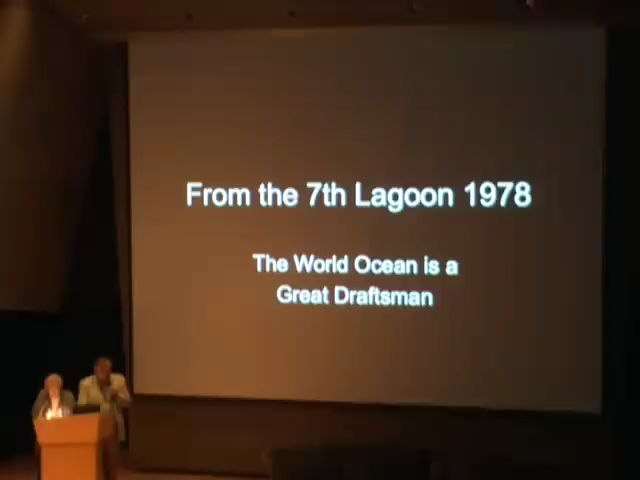 From the 7th Lagoon 1978
The World Ocean is a
Great Draftsman